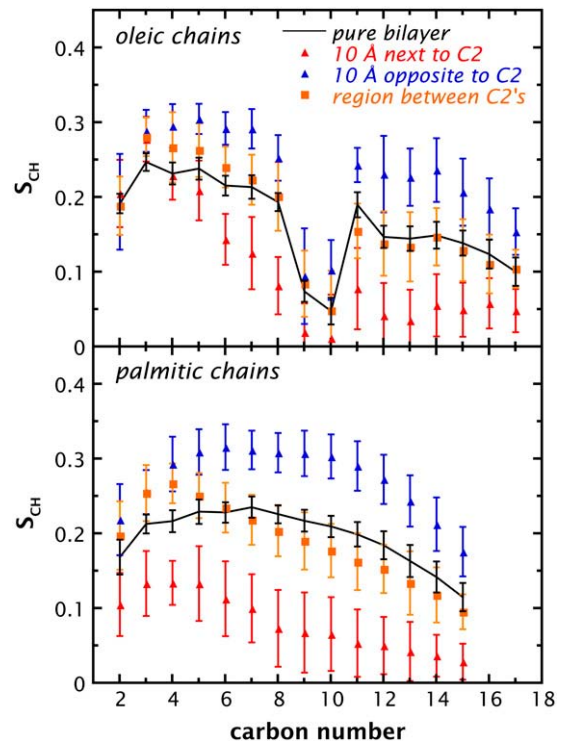 0.4
oleic chains
pure bilayer
10 Å next to C2
10 Å opposite to C2
region between C2's
0.3
S_CH
0.2
0.1
0
palmitic chains
0.4
0.3
S_CH
0.2
0.1
0
2 4 6 8 10 12 14 16 18
carbon number